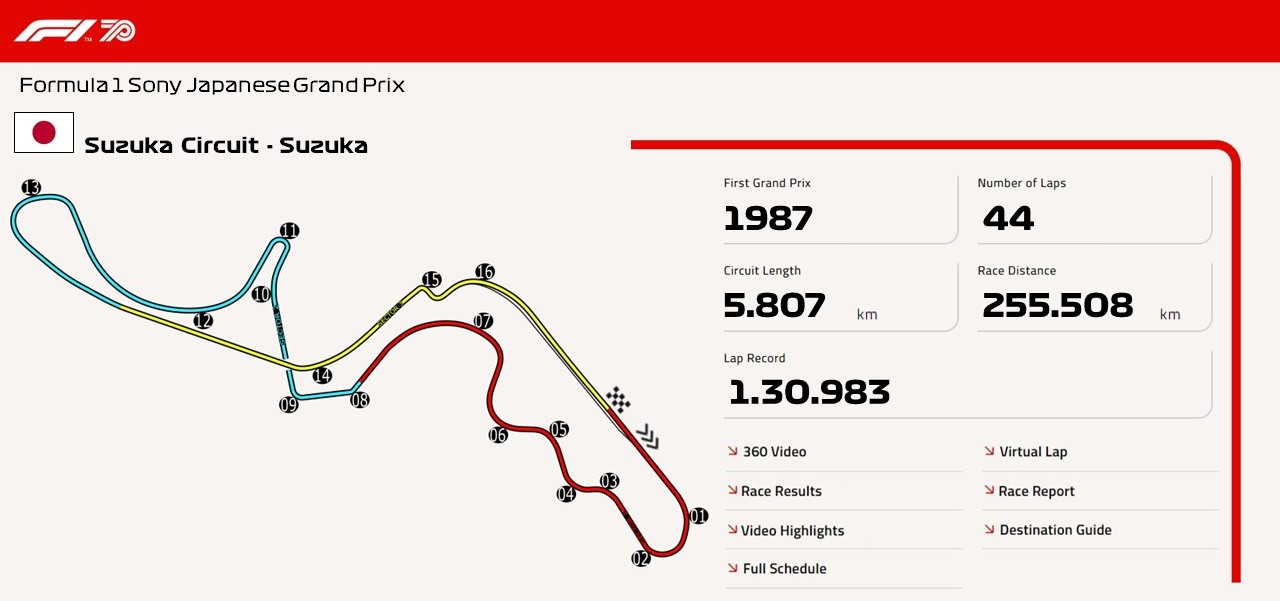 F1™ 70
Formula 1 Sony Japanese Grand Prix
Suzuka Circuit - Suzuka
First Grand Prix
1987
Number of Laps
44
Circuit Length
5.807 km
Race Distance
255.508 km
Lap Record
1.30.983
360 Video
Virtual Lap
Race Results
Race Report
Video Highlights
Destination Guide
Full Schedule
13
11
10
12
14
09
08
15
16
07
06
05
04
03
02
01
SECTOR